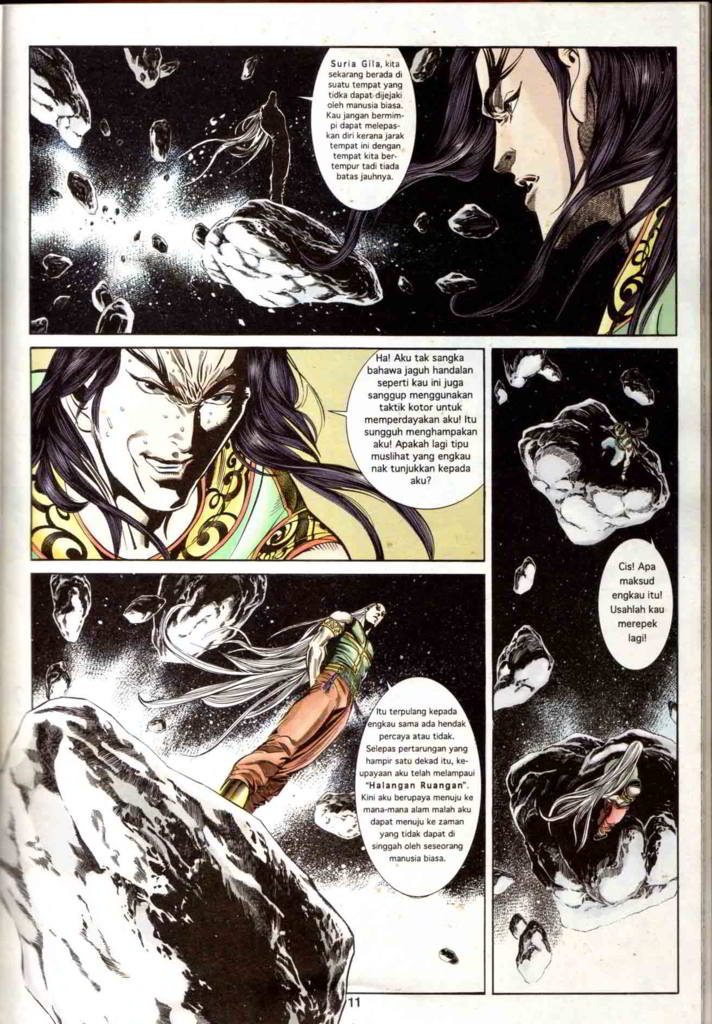 Suria Gila, kita
sekarang berada di
suatu tempat yang
tidka dapat dijejaki
oleh manusia biasa.
Kau jangan bermim-
pi dapat melepas-
kan diri kerana jarak
tempat ini dengan
tempat kita ber-
tempur tadi tiada
batas jauhnya.
Ha! Aku tak sangka
bahawa jaguh handalan
seperti kau ini juga
sanggup menggunakan
taktik kotor untuk
memperdayakan aku! Itu
sungguh menghampakan
aku! Apakah lagi tipu
muslihat yang engkau
nak tunjukkan kepada
aku?
Cis! Apa
maksud
engkau itu!
Usahlah kau
merepek
lagi!
Itu terpulang kepada
engkau sama ada hendak
percaya atau tidak.
Selepas pertarungan yang
hampir satu dekad itu, ke-
upayaan aku telah melampaui
"Halangan Ruangan".
Kini aku berupaya menuju ke
mana-mana alam malah aku
dapat menuju ke zaman
yang tidak dapat di
singgah oleh seseorang
manusia biasa.
11